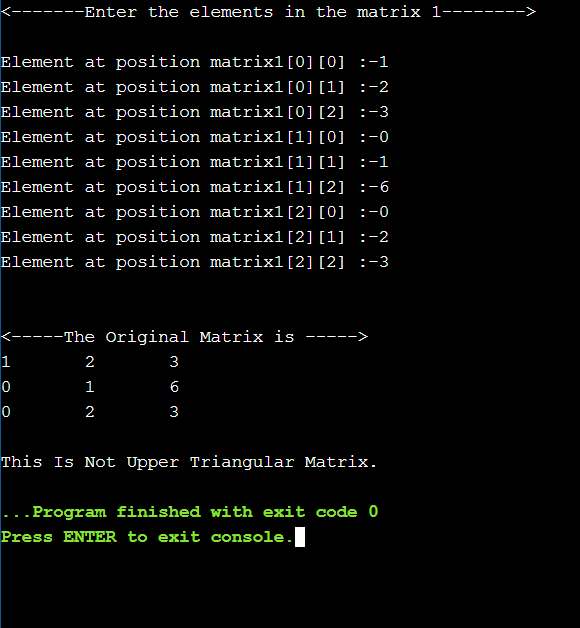 <-------Enter the elements in the matrix 1-------->
Element at position matrix1[0][0] :-1
Element at position matrix1[0][1] :-2
Element at position matrix1[0][2] :-3
Element at position matrix1[1][0] :-0
Element at position matrix1[1][1] :-1
Element at position matrix1[1][2] :-6
Element at position matrix1[2][0] :-0
Element at position matrix1[2][1] :-2
Element at position matrix1[2][2] :-3
<-----The Original Matrix is ----->
1 2 3
0 1 6
0 2 3
This Is Not Upper Triangular Matrix.
...Program finished with exit code 0
Press ENTER to exit console.